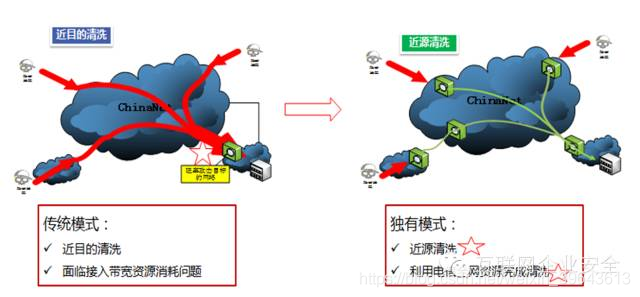 近目的清洗
近源清洗
ChinaNet
ChinaNet
的网络
传统模式：
✓ 近目的清洗
✓ 面临接入带宽资源消耗问题
独有模式：
✓ 近源清洗
✓ 利用电信 网资源完成清洗
互联网企业安全